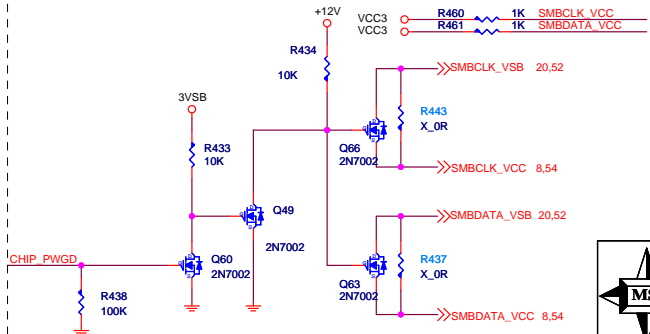 +12V
VCC3 R460 1K SMBCLK_VCC
VCC3 R461 1K SMBDATA_VCC
R434
10K
SMBCLK_VSB 20,52
3VSB
R443
X_0R
R433
10K
Q66
2N7002
SMBCLK_VCC 8,54
Q49
2N7002
SMBDATA_VSB 20,52
CHIP_PWGD
Q60
2N7002
R437
X_0R
Q63
2N7002
R438
100K
SMBDATA_VCC 8,54